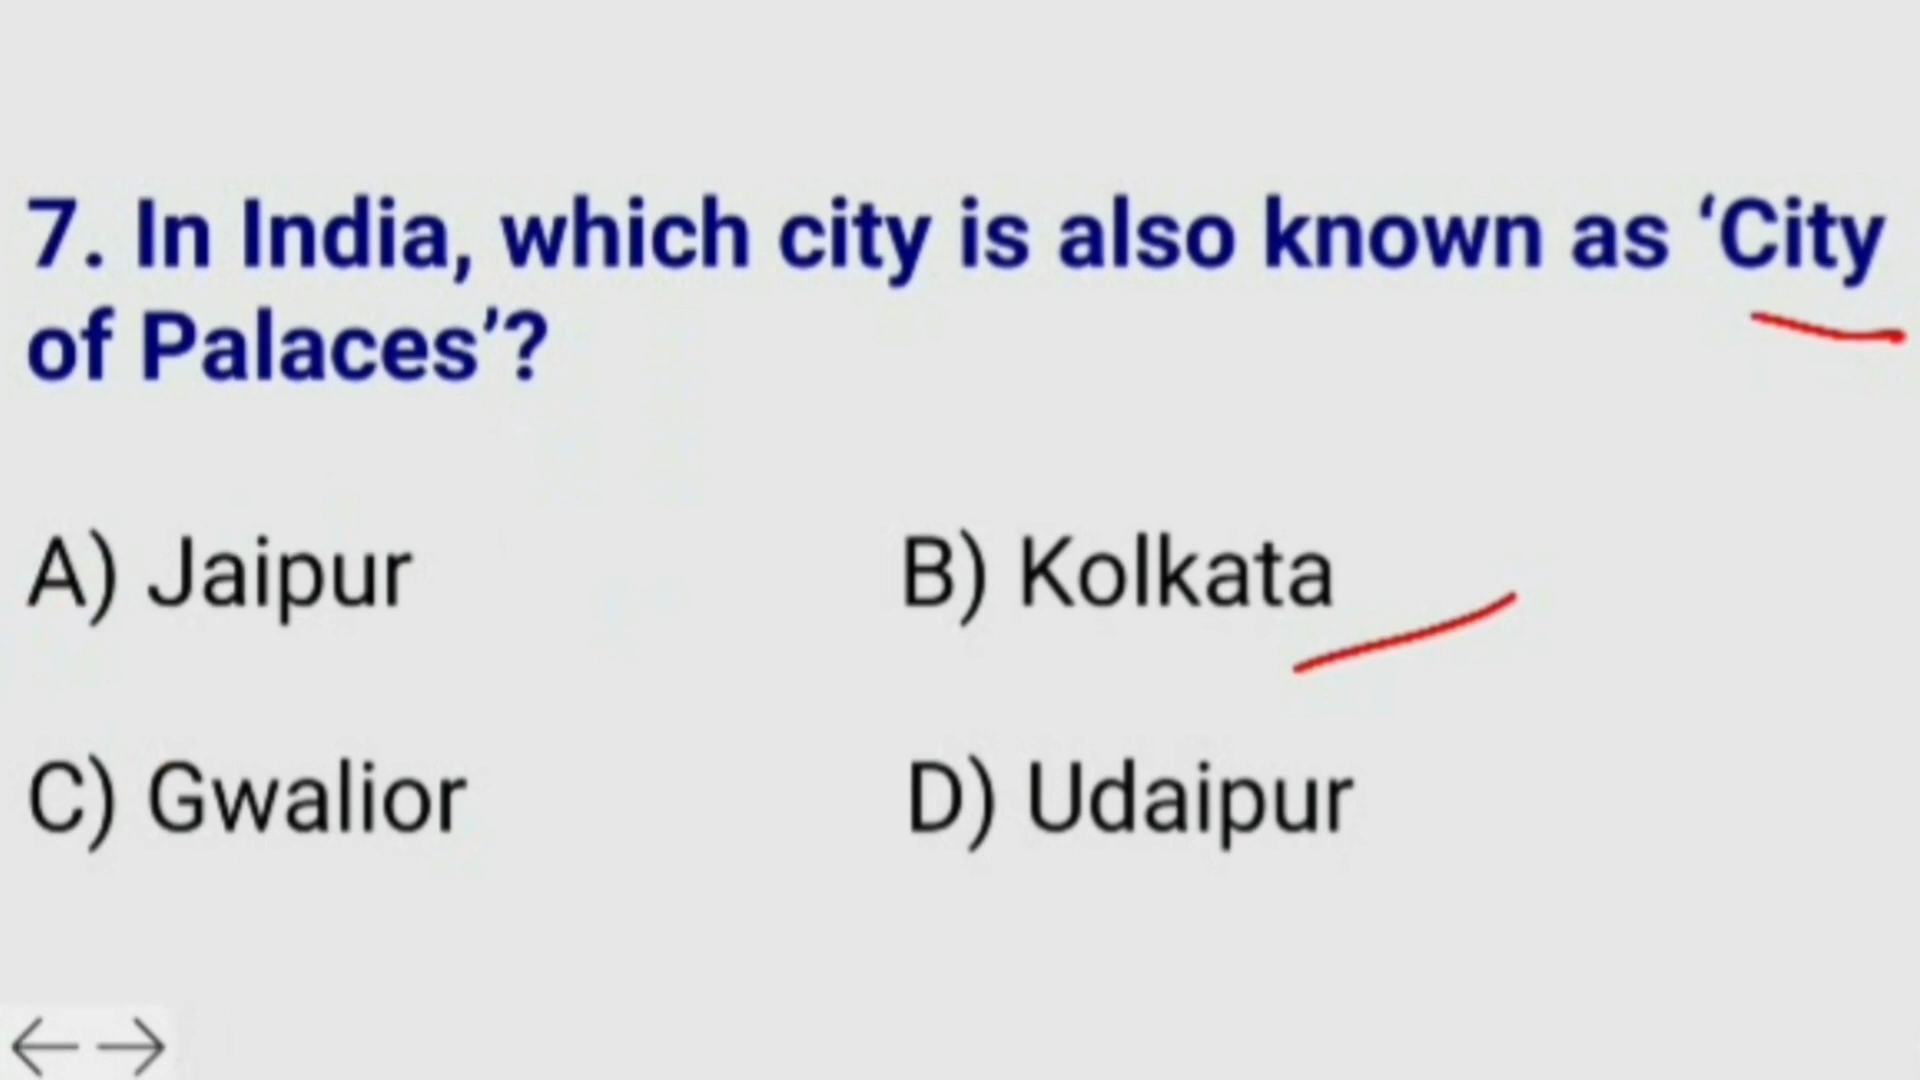 7. In India, which city is also known as ‘City
of Palaces’?
A) Jaipur
B) Kolkata
C) Gwalior
D) Udaipur